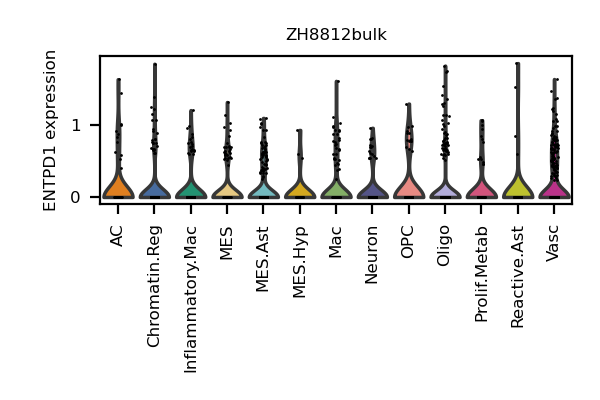 ZH8812bulk
ENTPD1 expression
1
0
AC
Chromatin.Reg
Inflammatory.Mac
MES
MES.Ast
MES.Hyp
Mac
Neuron
OPC
Oligo
Prolif.Metab
Reactive.Ast
Vasc